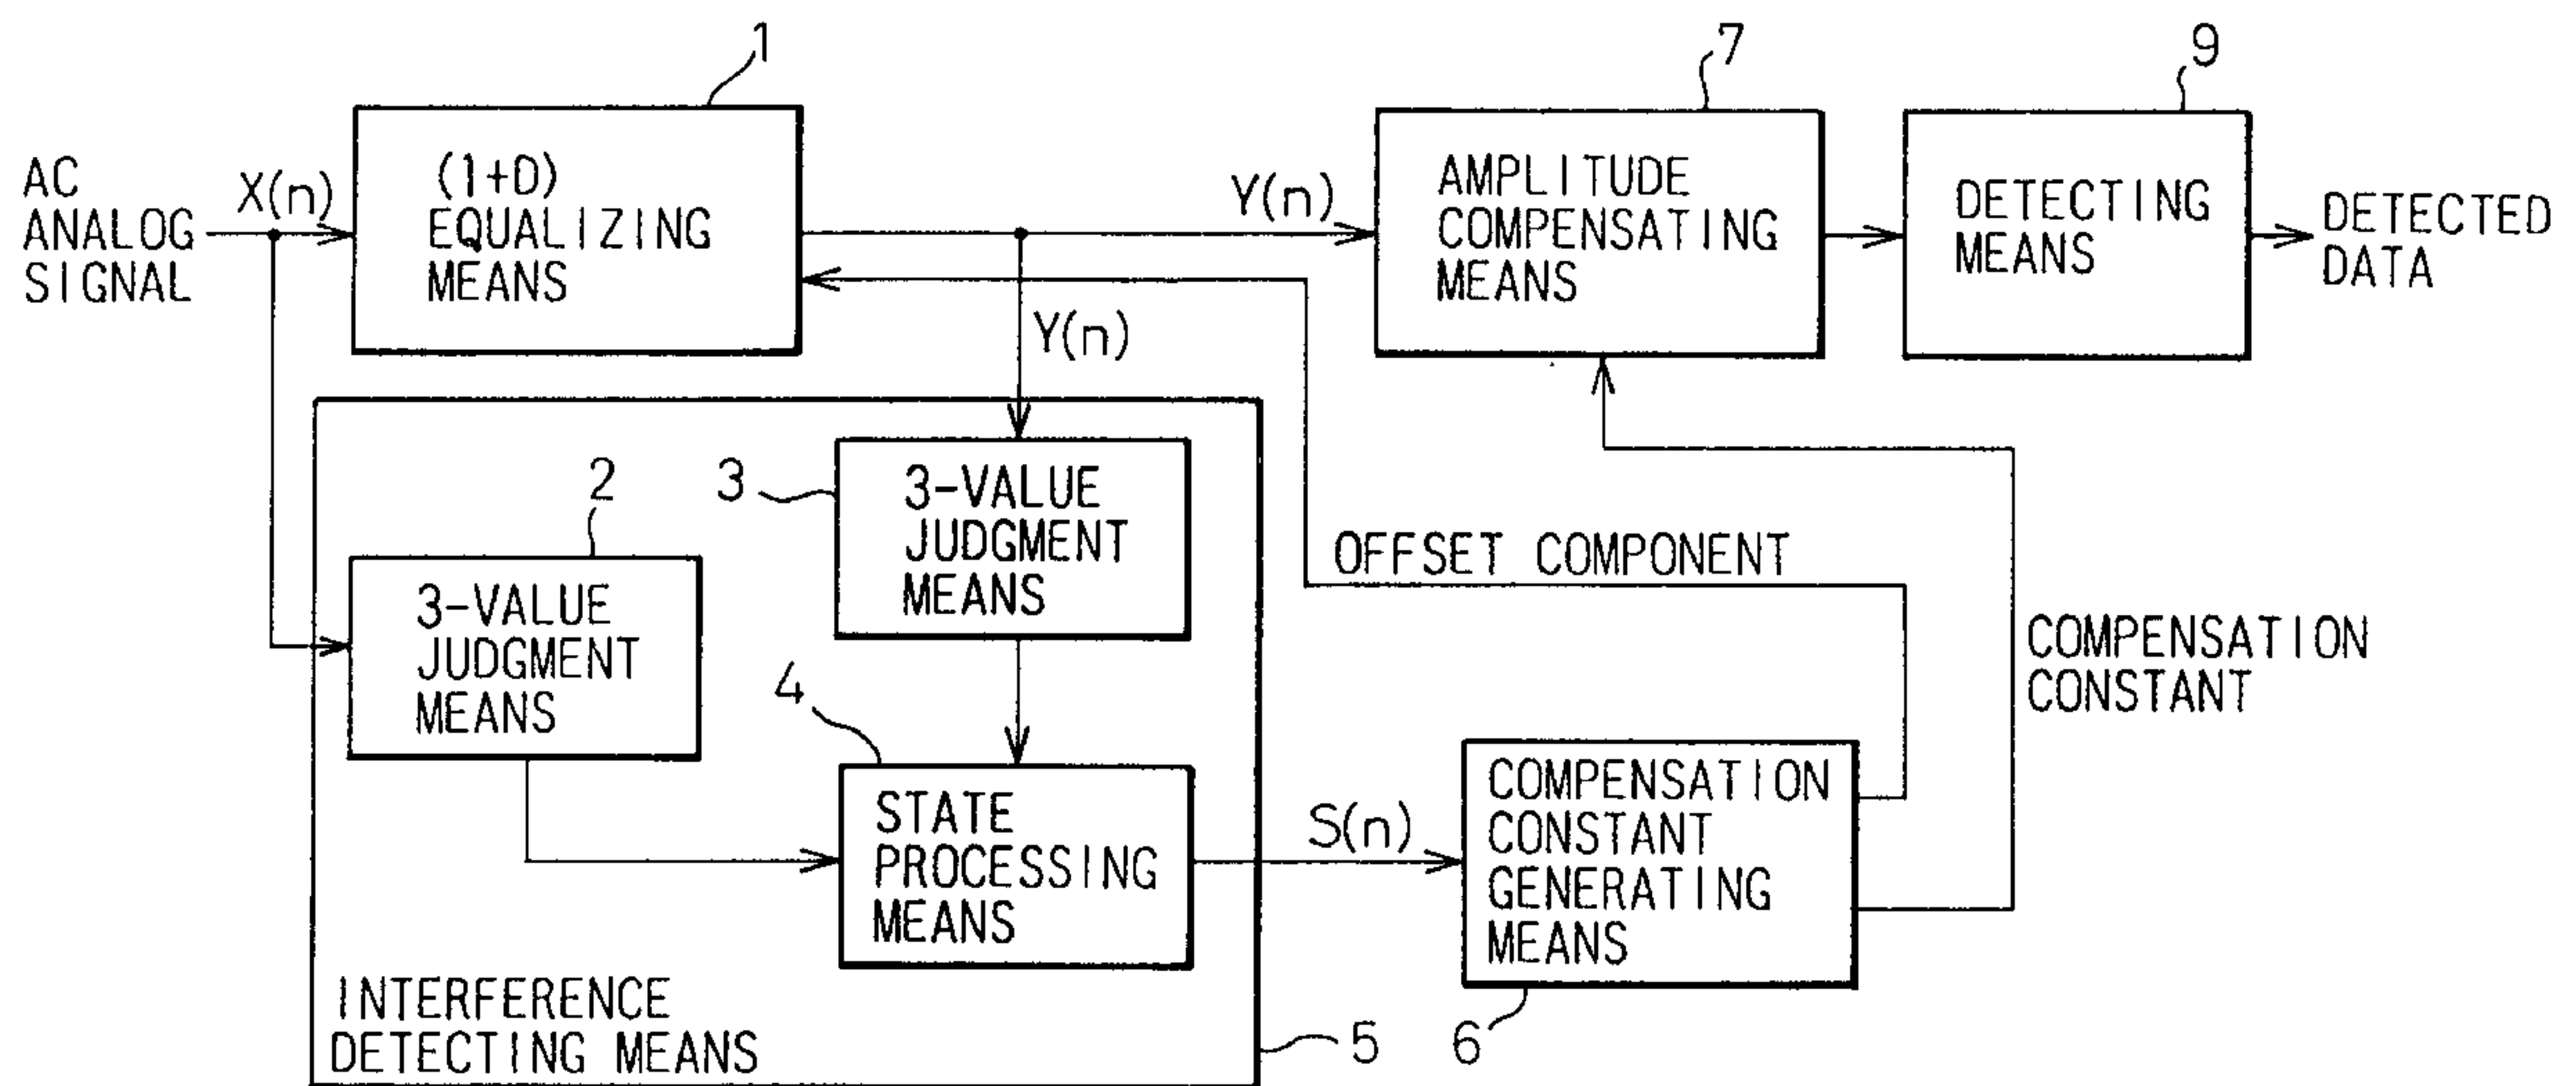 1
7
9
AC
ANALOG
SIGNAL
X(n)
(1+D)
EQUALIZING
MEANS
Y(n)
AMPLITUDE
COMPENSATING
MEANS
DETECTING
MEANS
DETECTED
DATA
Y(n)
2
3
3-VALUE
JUDGMENT
MEANS
3-VALUE
JUDGMENT
MEANS
OFFSET COMPONENT
COMPENSATION
CONSTANT
4
STATE
PROCESSING
MEANS
S(n)
COMPENSATION
CONSTANT
GENERATING
MEANS
INTERFERENCE
DETECTING MEANS
5
6